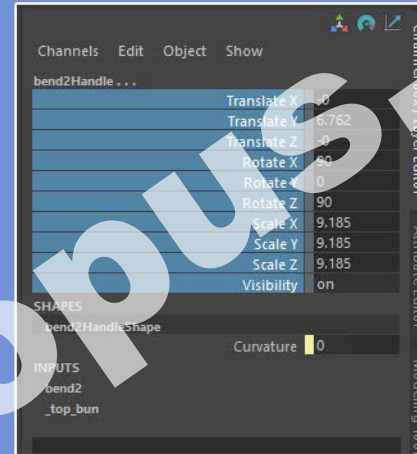 Channels Edit Object Show
bend2Handle . . .
Translate X -0
Translate Y 6.762
Translate Z -0
Rotate X 90
Rotate Y 0
Rotate Z 90
Scale X 9.185
Scale Y 9.185
Scale Z 9.185
Visibility on
SHAPES
bend2HandleShape
Curvature 0
INPUTS
bend2
_top_bun